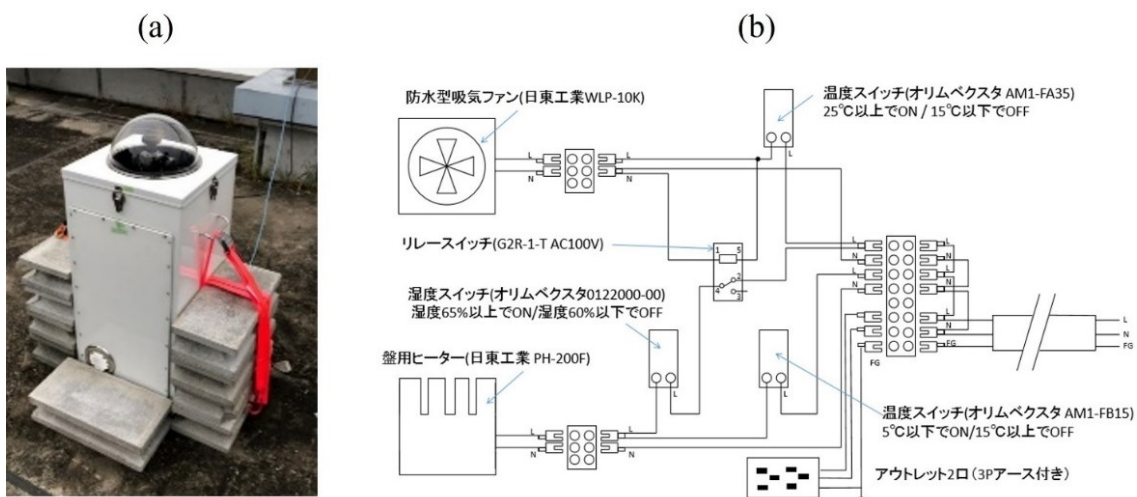 (a)
(b)
防水型吸気ファン(日東工業WLP-10K)
温度スイッチ(オリムベクスタ AM1-FA35)
25℃以上でON / 15℃以下でOFF
L
L
L
N
N
リレースイッチ(G2R-1-T AC100V)
1 5
2
4
3
L
N
L
N
L
N
L
N
L
N
FG
FG
L
N
FG
湿度スイッチ(オリムベクスタ0122000-00)
湿度65%以上でON/湿度60%以下でOFF
L
L
盤用ヒーター(日東工業 PH-200F)
L
N
L
N
温度スイッチ(オリムベクスタ AM1-FB15)
5℃以下でON/15℃以上でOFF
アウトレット2口 (3Pアース付き)